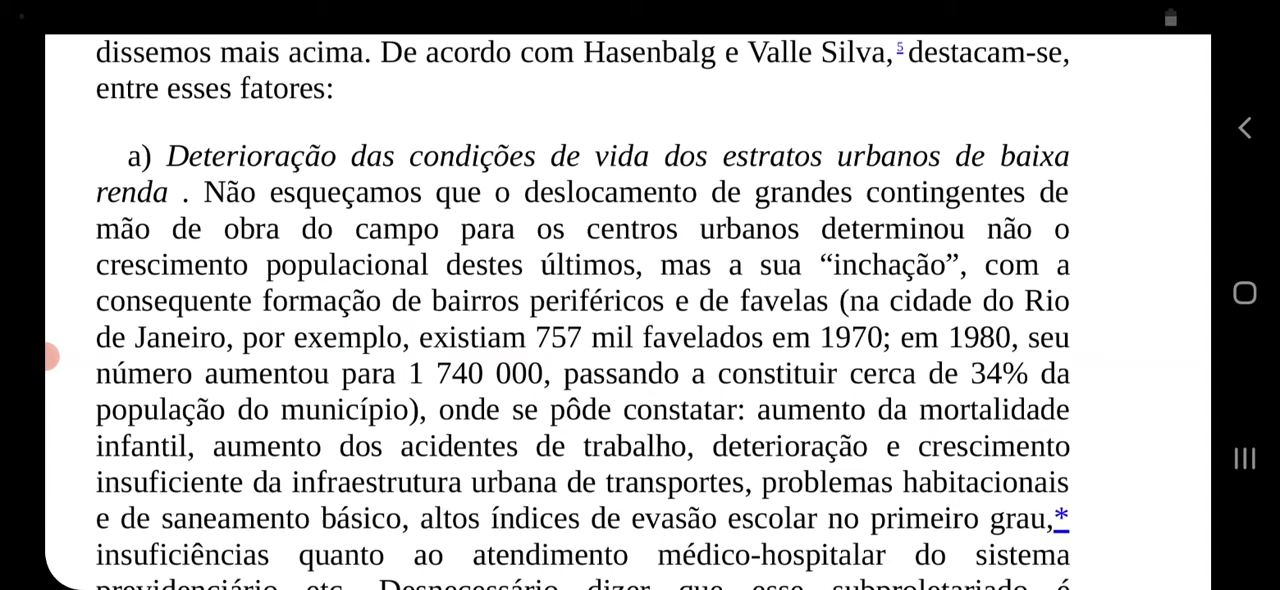 dissemos mais acima. De acordo com Hasenbalg e Valle Silva,5 destacam-se,
entre esses fatores:
a) Deterioração das condições de vida dos estratos urbanos de baixa
renda . Não esqueçamos que o deslocamento de grandes contingentes de
mão de obra do campo para os centros urbanos determinou não o
crescimento populacional destes últimos, mas a sua “inchação”, com a
consequente formação de bairros periféricos e de favelas (na cidade do Rio
de Janeiro, por exemplo, existiam 757 mil favelados em 1970; em 1980, seu
número aumentou para 1 740 000, passando a constituir cerca de 34% da
população do município), onde se pôde constatar: aumento da mortalidade
infantil, aumento dos acidentes de trabalho, deterioração e crescimento
insuficiente da infraestrutura urbana de transportes, problemas habitacionais
e de saneamento básico, altos índices de evasão escolar no primeiro grau,*
insuficiências quanto ao atendimento médico-hospitalar do sistema
previdenciário etc. Desnecessário dizer que esse subproletariado é